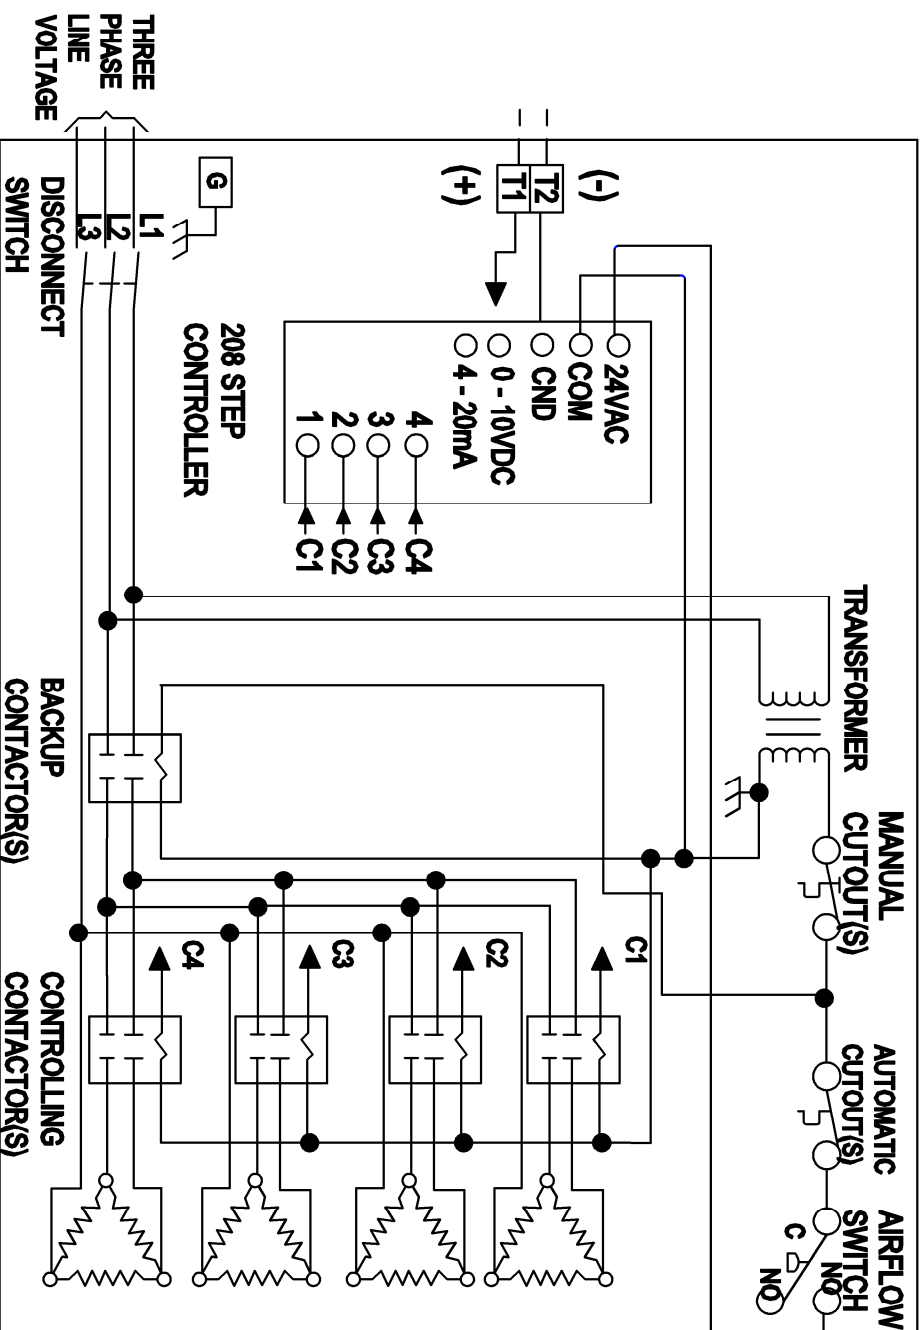 THREE
PHASE
LINE
VOLTAGE
DISCONNECT
SWITCH
L1
L2
L3
G
(-)
T2
T1
(+)
208 STEP
CONTROLLER
24VAC
COM
CND
0 - 10VDC
4 - 20mA
4
3
2
1
C4
C3
C2
C1
TRANSFORMER
BACKUP
CONTACTOR(S)
MANUAL
CUTOUT(S)
C1
C2
C3
C4
CONTROLLING
CONTACTOR(S)
AUTOMATIC
CUTOUT(S)
AIRFLOW
SWITCH
C
NO
NO